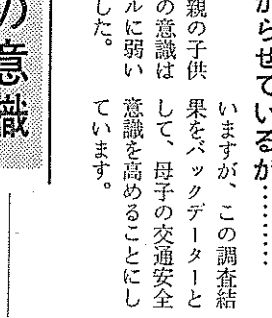 からせているが………
いますが、この調査結
果をバックデーターと
して、母子の交通安全
意識を高めることにし
ています。
親の子供
の意識は
ルに弱い
した。
の意識